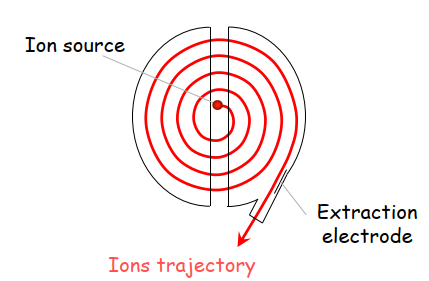 Ion source
Extraction
electrode
Ions trajectory